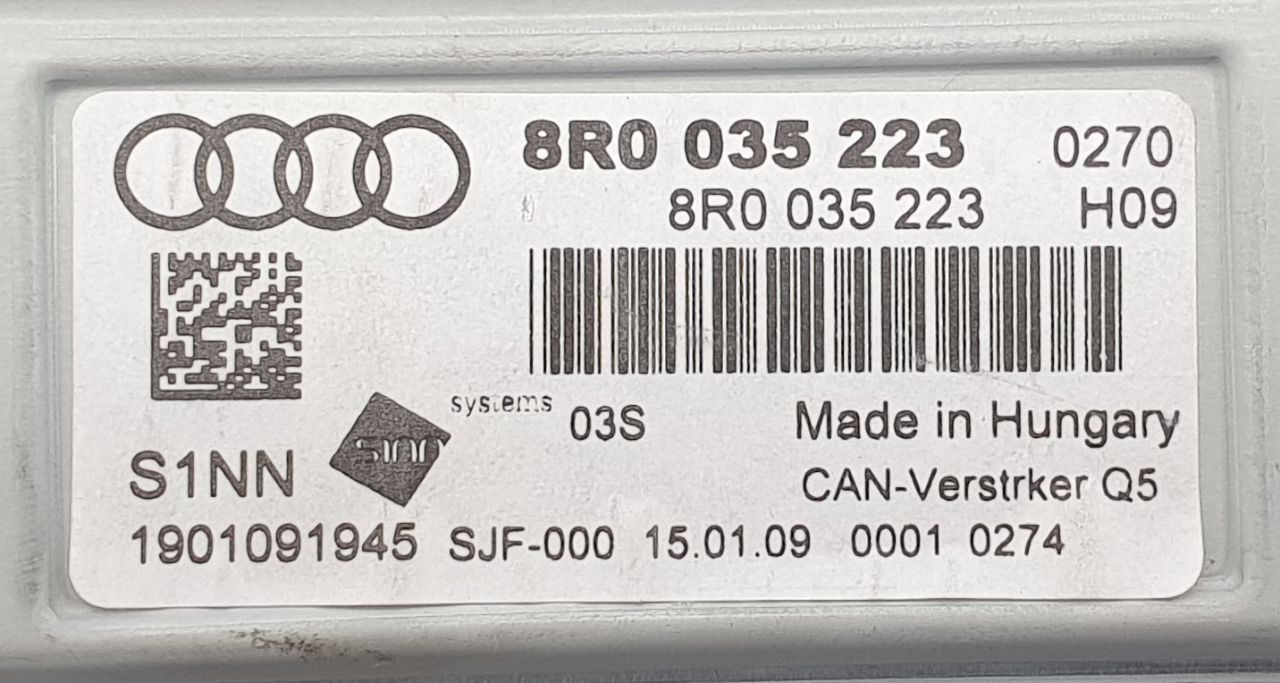 8R0 035 223 0270
8R0 035 223 H09
systems 03S Made in Hungary
sinn
S1NN CAN-Verstrker Q5
1901091945 SJF-000 15.01.09 0001 0274